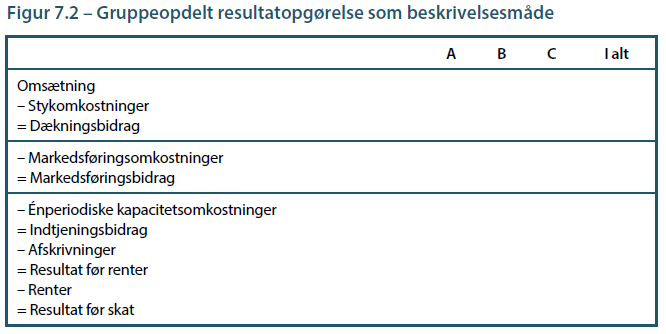 Figur 7.2 – Gruppeopdelt resultatopgørelse som beskrivelsesmåde
A B C I alt
Omsætning
– Stykomkostninger
= Dækningsbidrag
– Markedsføringsomkostninger
= Markedsføringsbidrag
– Énperiodiske kapacitetsomkostninger
= Indtjeningsbidrag
– Afskrivninger
= Resultat før renter
– Renter
= Resultat før skat